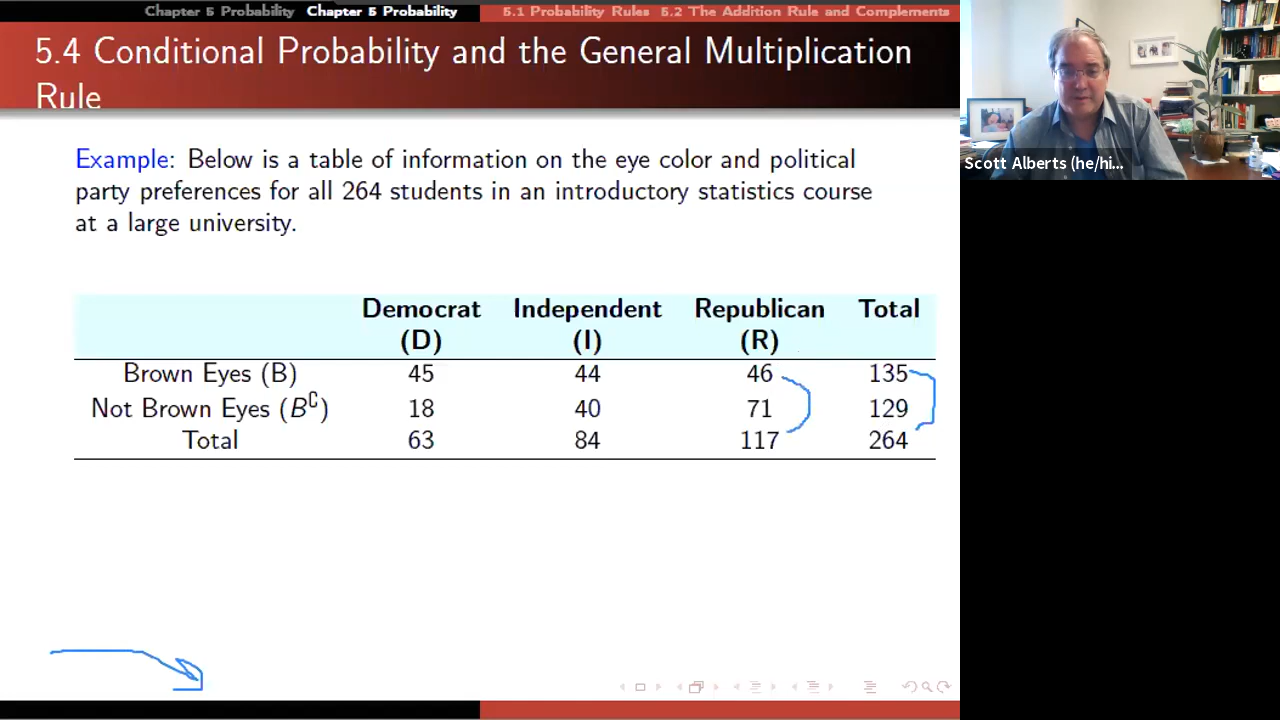 Chapter 5 Probability Chapter 5 Probability 5.1 Probability Rules 5.2 The Addition Rule and Complements
5.4 Conditional Probability and the General Multiplication
Rule
Scott Alberts (he/hi...
Example: Below is a table of information on the eye color and political
party preferences for all 264 students in an introductory statistics course
at a large university.
Democrat Independent Republican Total
(D) (I) (R)
Brown Eyes (B) 45 44 46 135
Not Brown Eyes (B^C) 18 40 71 129
Total 63 84 117 264